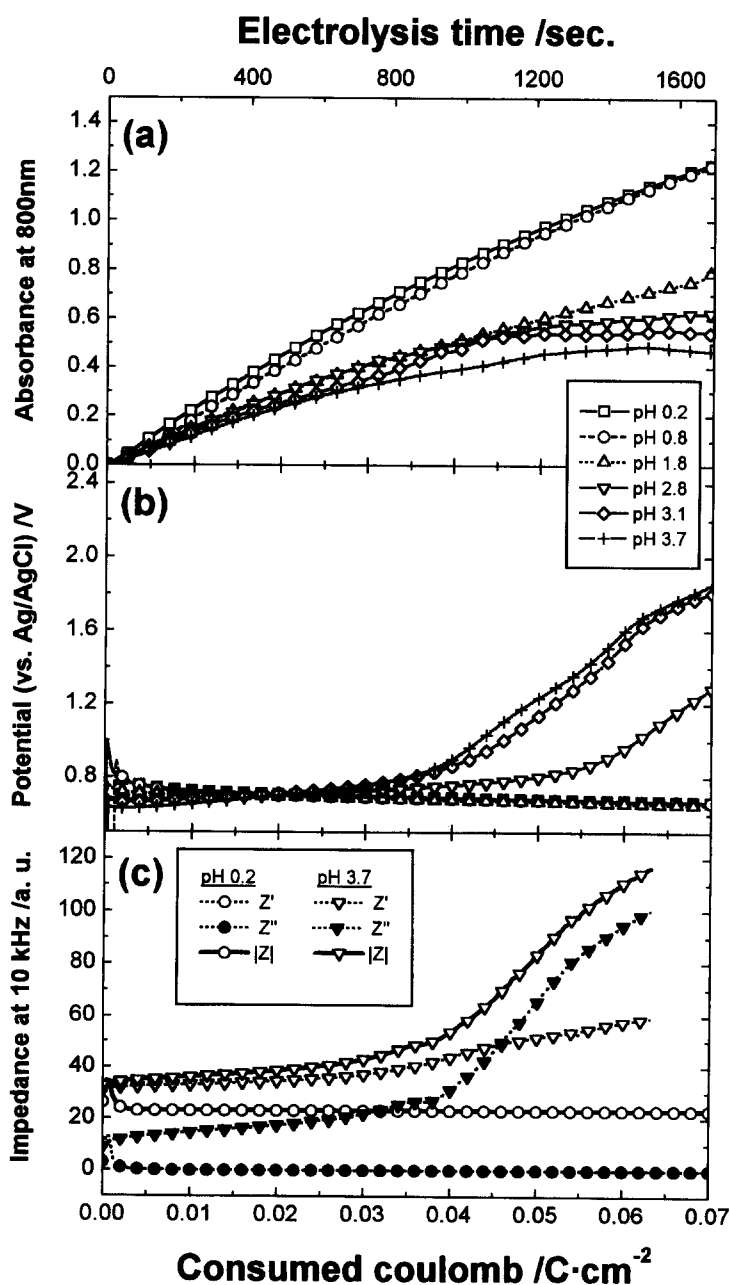 Electrolysis time /sec.
0 400 800 1200 1600
(a)
Absorbance at 800nm
1.4
1.2
1.0
0.8
0.6
0.4
0.2
0.0
pH 0.2
pH 0.8
pH 1.8
pH 2.8
pH 3.1
pH 3.7
(b)
Potential (vs. Ag/AgCl) /V
2.4
2.0
1.6
1.2
0.8
(c)
Impedance at 10 kHz /a. u.
120
100
80
60
40
20
0
pH 0.2 pH 3.7
Z' Z'
Z'' Z''
|Z| |Z|
0.00 0.01 0.02 0.03 0.04 0.05 0.06 0.07
Consumed coulomb /C·cm⁻²